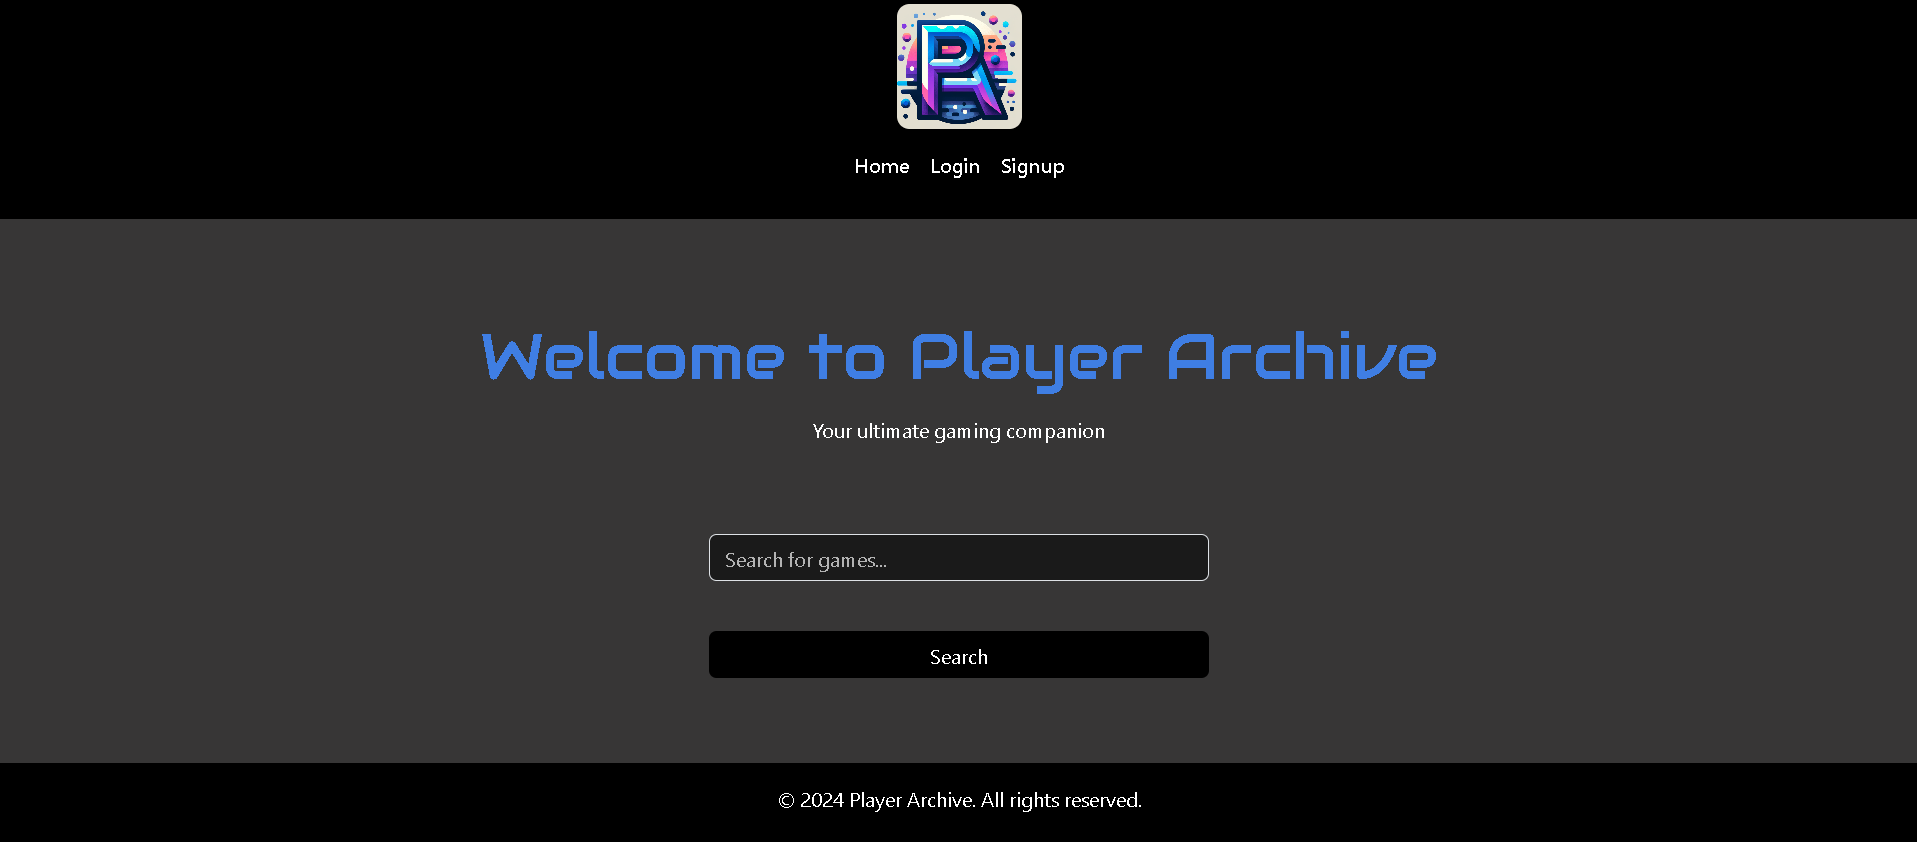 PA
Home Login Signup
Welcome to Player Archive
Your ultimate gaming companion
Search for games...
Search
© 2024 Player Archive. All rights reserved.